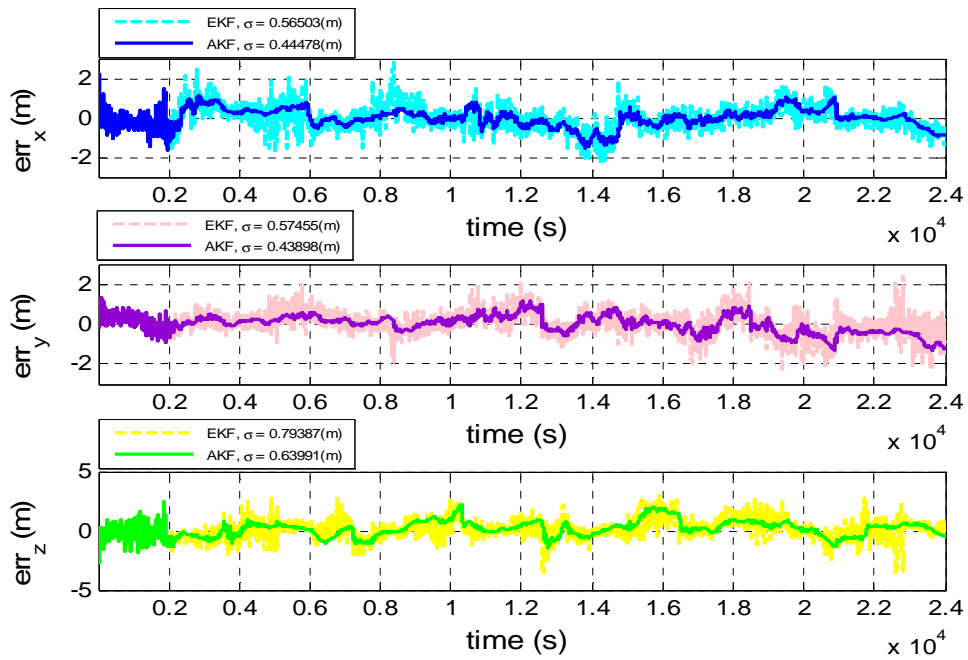 EKF, σ = 0.56503(m)
AKF, σ = 0.44478(m)
2
0
-2
err_x (m)
0.2 0.4 0.6 0.8 1 1.2 1.4 1.6 1.8 2 2.2 2.4
time (s)
x 10^4
EKF, σ = 0.57455(m)
AKF, σ = 0.43898(m)
2
0
-2
err_y (m)
0.2 0.4 0.6 0.8 1 1.2 1.4 1.6 1.8 2 2.2 2.4
time (s)
x 10^4
EKF, σ = 0.79387(m)
AKF, σ = 0.63991(m)
5
0
-5
err_z (m)
0.2 0.4 0.6 0.8 1 1.2 1.4 1.6 1.8 2 2.2 2.4
time (s)
x 10^4